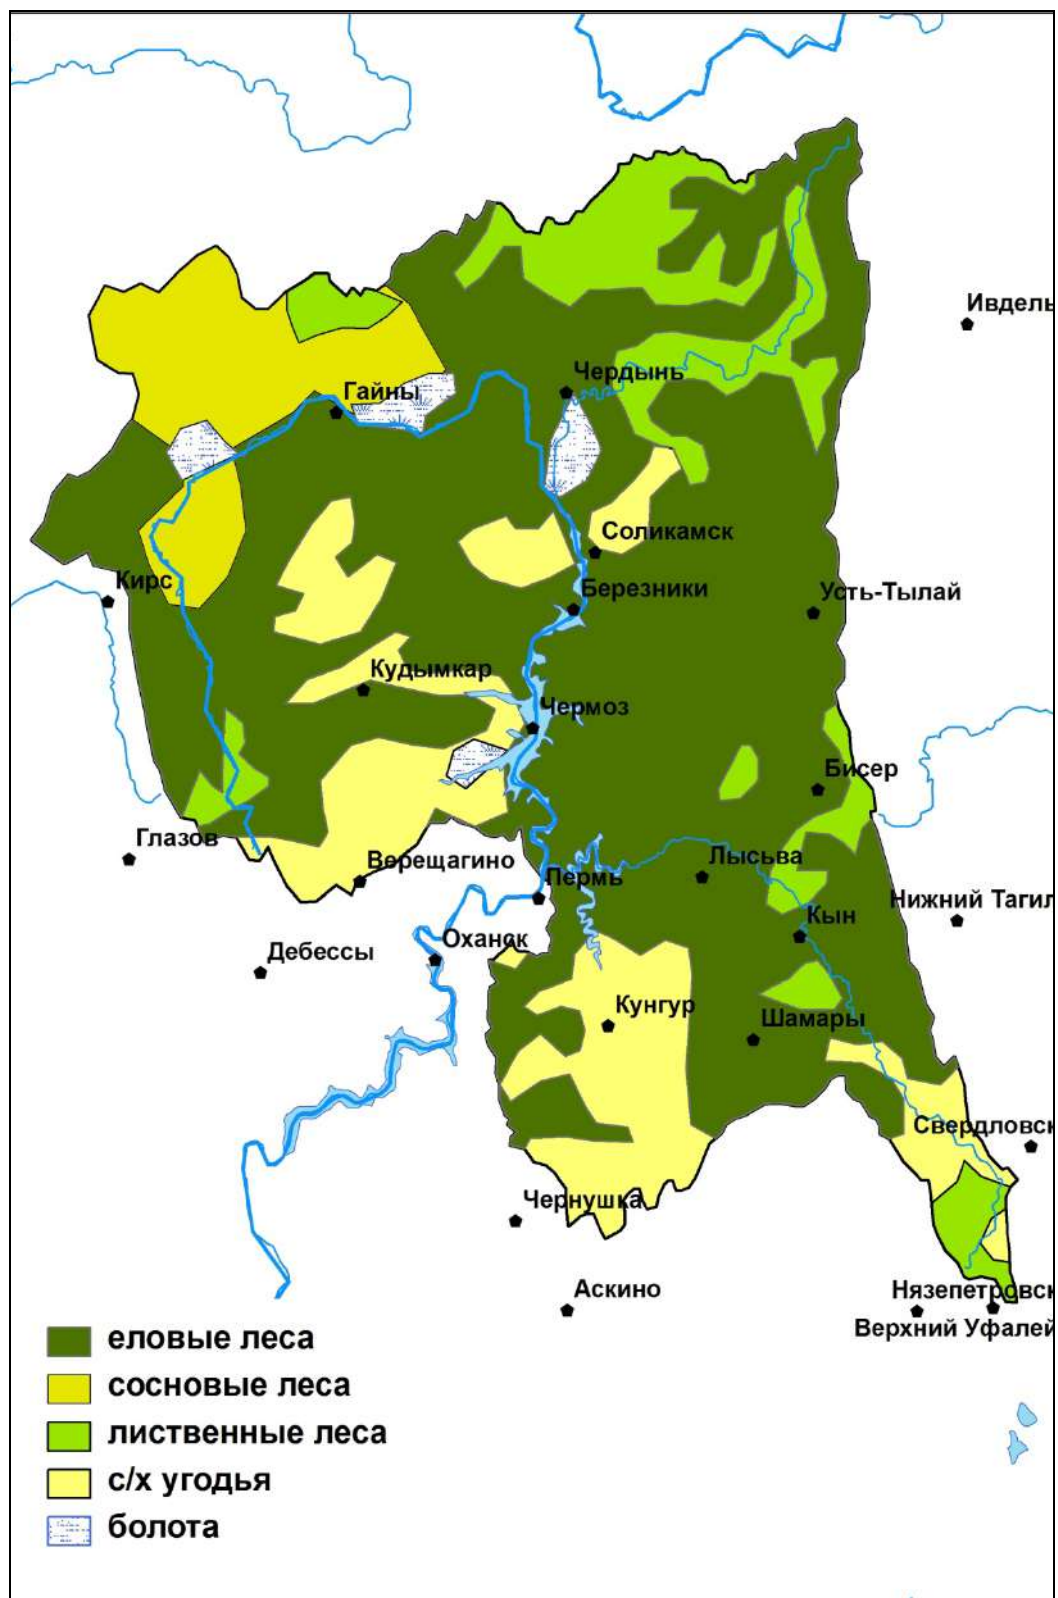 Ивдель
Чердынь
Гайны
Соликамск
Кирс
Березники
Усть-Тылай
Кудымкар
Чермоз
Бисер
Глазов
Верещагино
Лысьва
Пермь
Нижний Тагил
Кын
Оханск
Дебессы
Кунгур
Шамары
Свердловск
Чернушка
Аскино
Нязепетровск
Верхний Уфалей
еловые леса
сосновые леса
лиственные леса
с/х угодья
болота